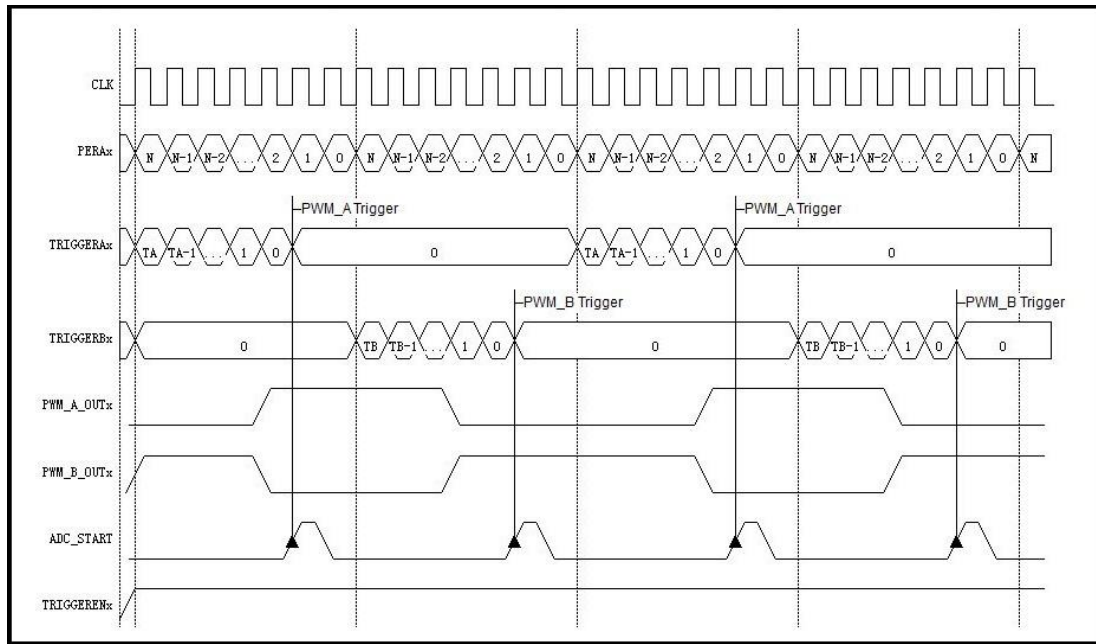 CLK
PERAx N N-1 N-2 ... 2 1 0 N N-1 N-2 ... 2 1 0 N N-1 N-2 ... 2 1 0 N N-1 N-2 ... 2 1 0 N
PWM_A Trigger PWM_A Trigger
TRIGGERAx TA TA-1 ... 1 0 0 TA TA-1 ... 1 0 0
PWM_B Trigger PWM_B Trigger
TRIGGERBx 0 TB TB-1 ... 1 0 0 TB TB-1 ... 1 0 0
PWM_A_OUTx
PWM_B_OUTx
ADC_START
TRIGGERENx